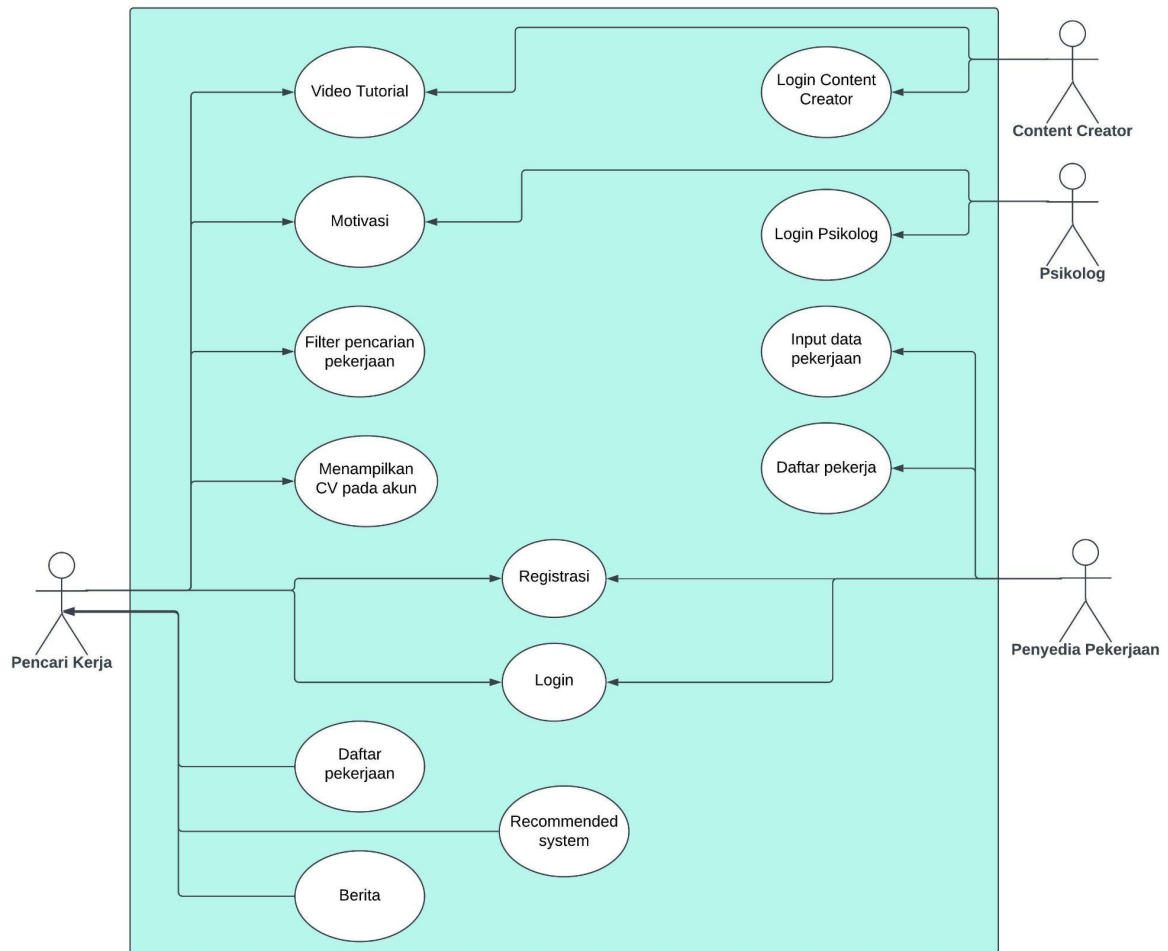 Video Tutorial
Login Content
Creator
Content Creator
Motivasi
Login Psikolog
Psikolog
Filter pencarian
pekerjaan
Input data
pekerjaan
Menampilkan
CV pada akun
Daftar pekerja
Registrasi
Pencari Kerja
Penyedia Pekerjaan
Login
Daftar
pekerjaan
Recommended
system
Berita